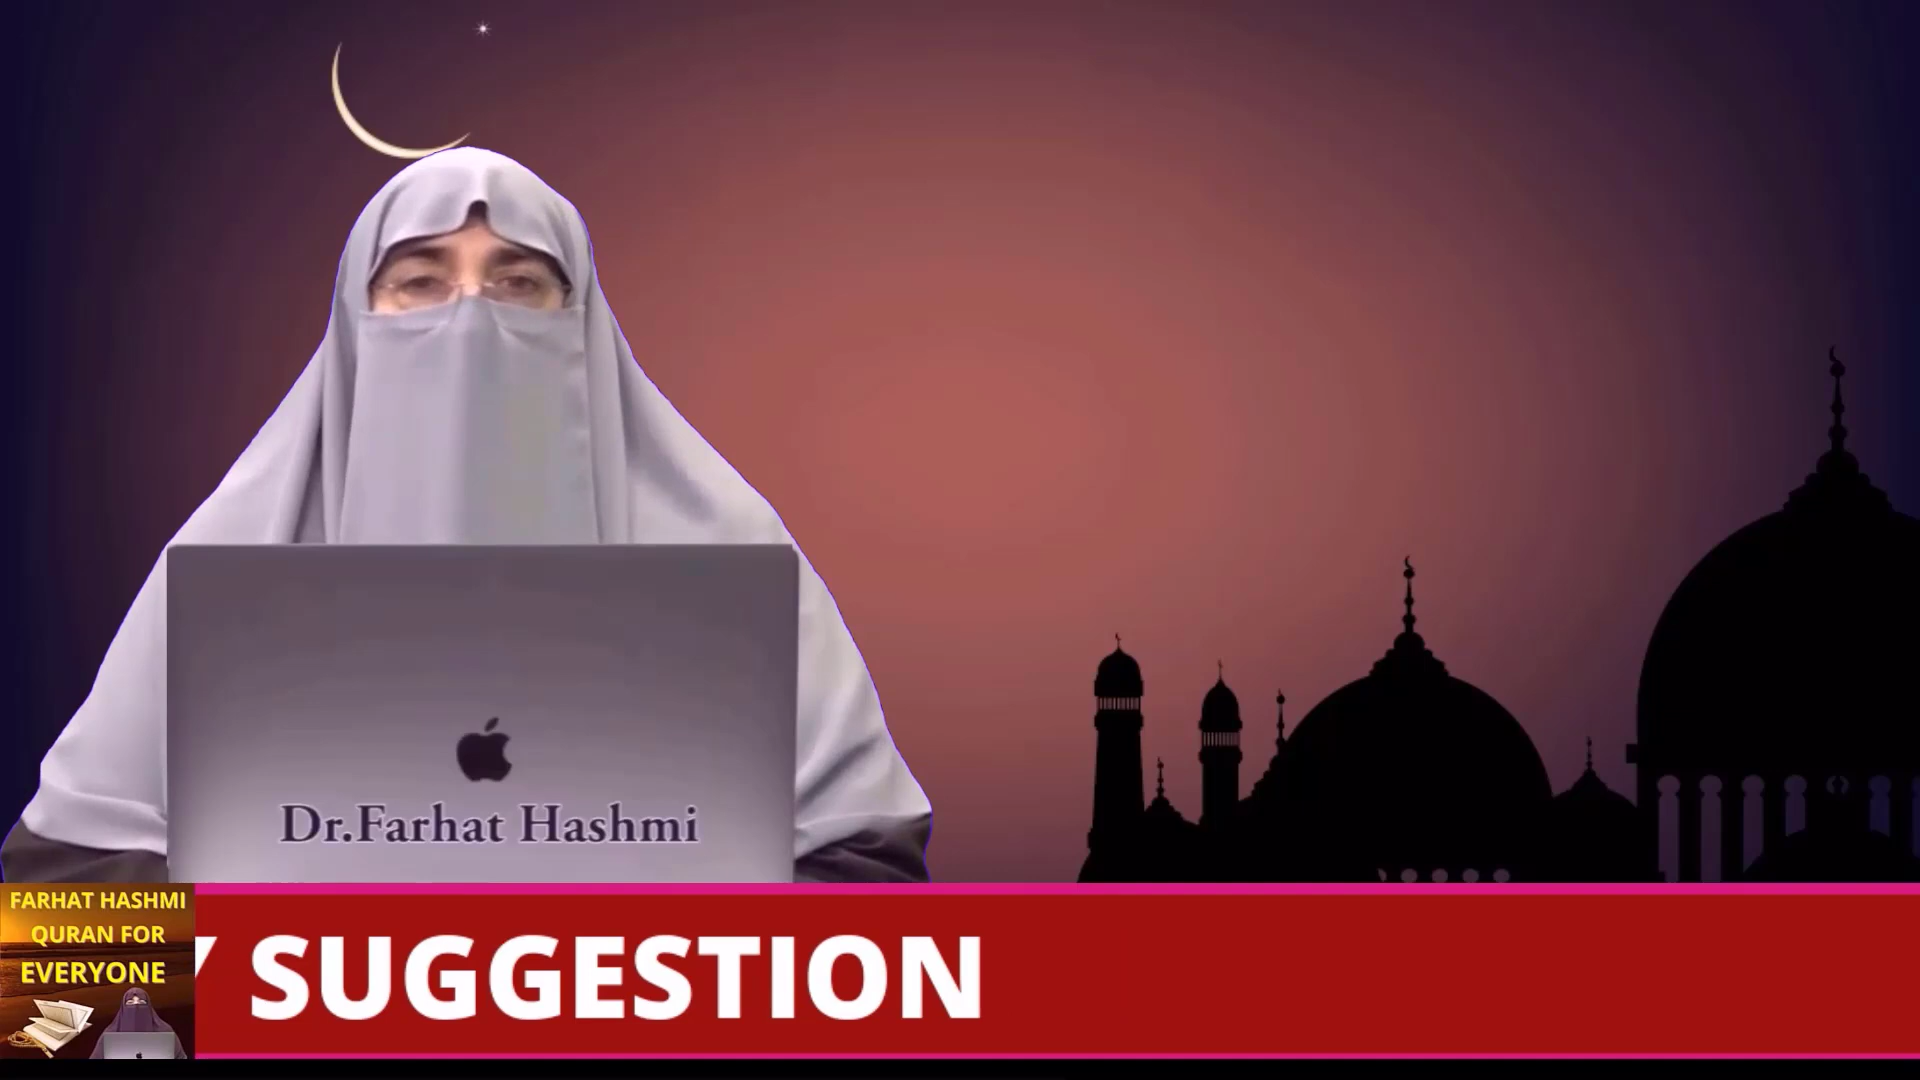 Dr.Farhat Hashmi
FARHAT HASHMI
QURAN FOR
EVERYONE
SUGGESTION